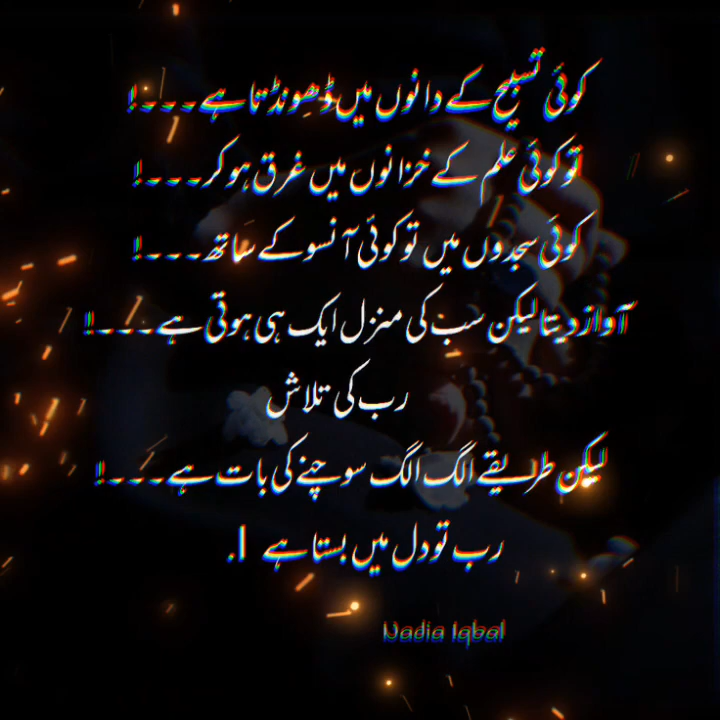 کوئی تسبیح کے دانوں میں ڈھونڈتا ہے۔۔۔!
تو کوئی علم کے خزانوں میں غرق ہو کر۔۔۔!
کوئی سجدوں میں تو کوئی آنسو کے ساتھ۔۔۔!
آواز دیتا لیکن سب کی منزل ایک ہی ہوتی ہے۔۔۔!
رب کی تلاش
لیکن طریقے الگ الگ سوچنے کی بات ہے۔۔۔!
رب تو دل میں بستا ہے ا.
Nadia Iqbal